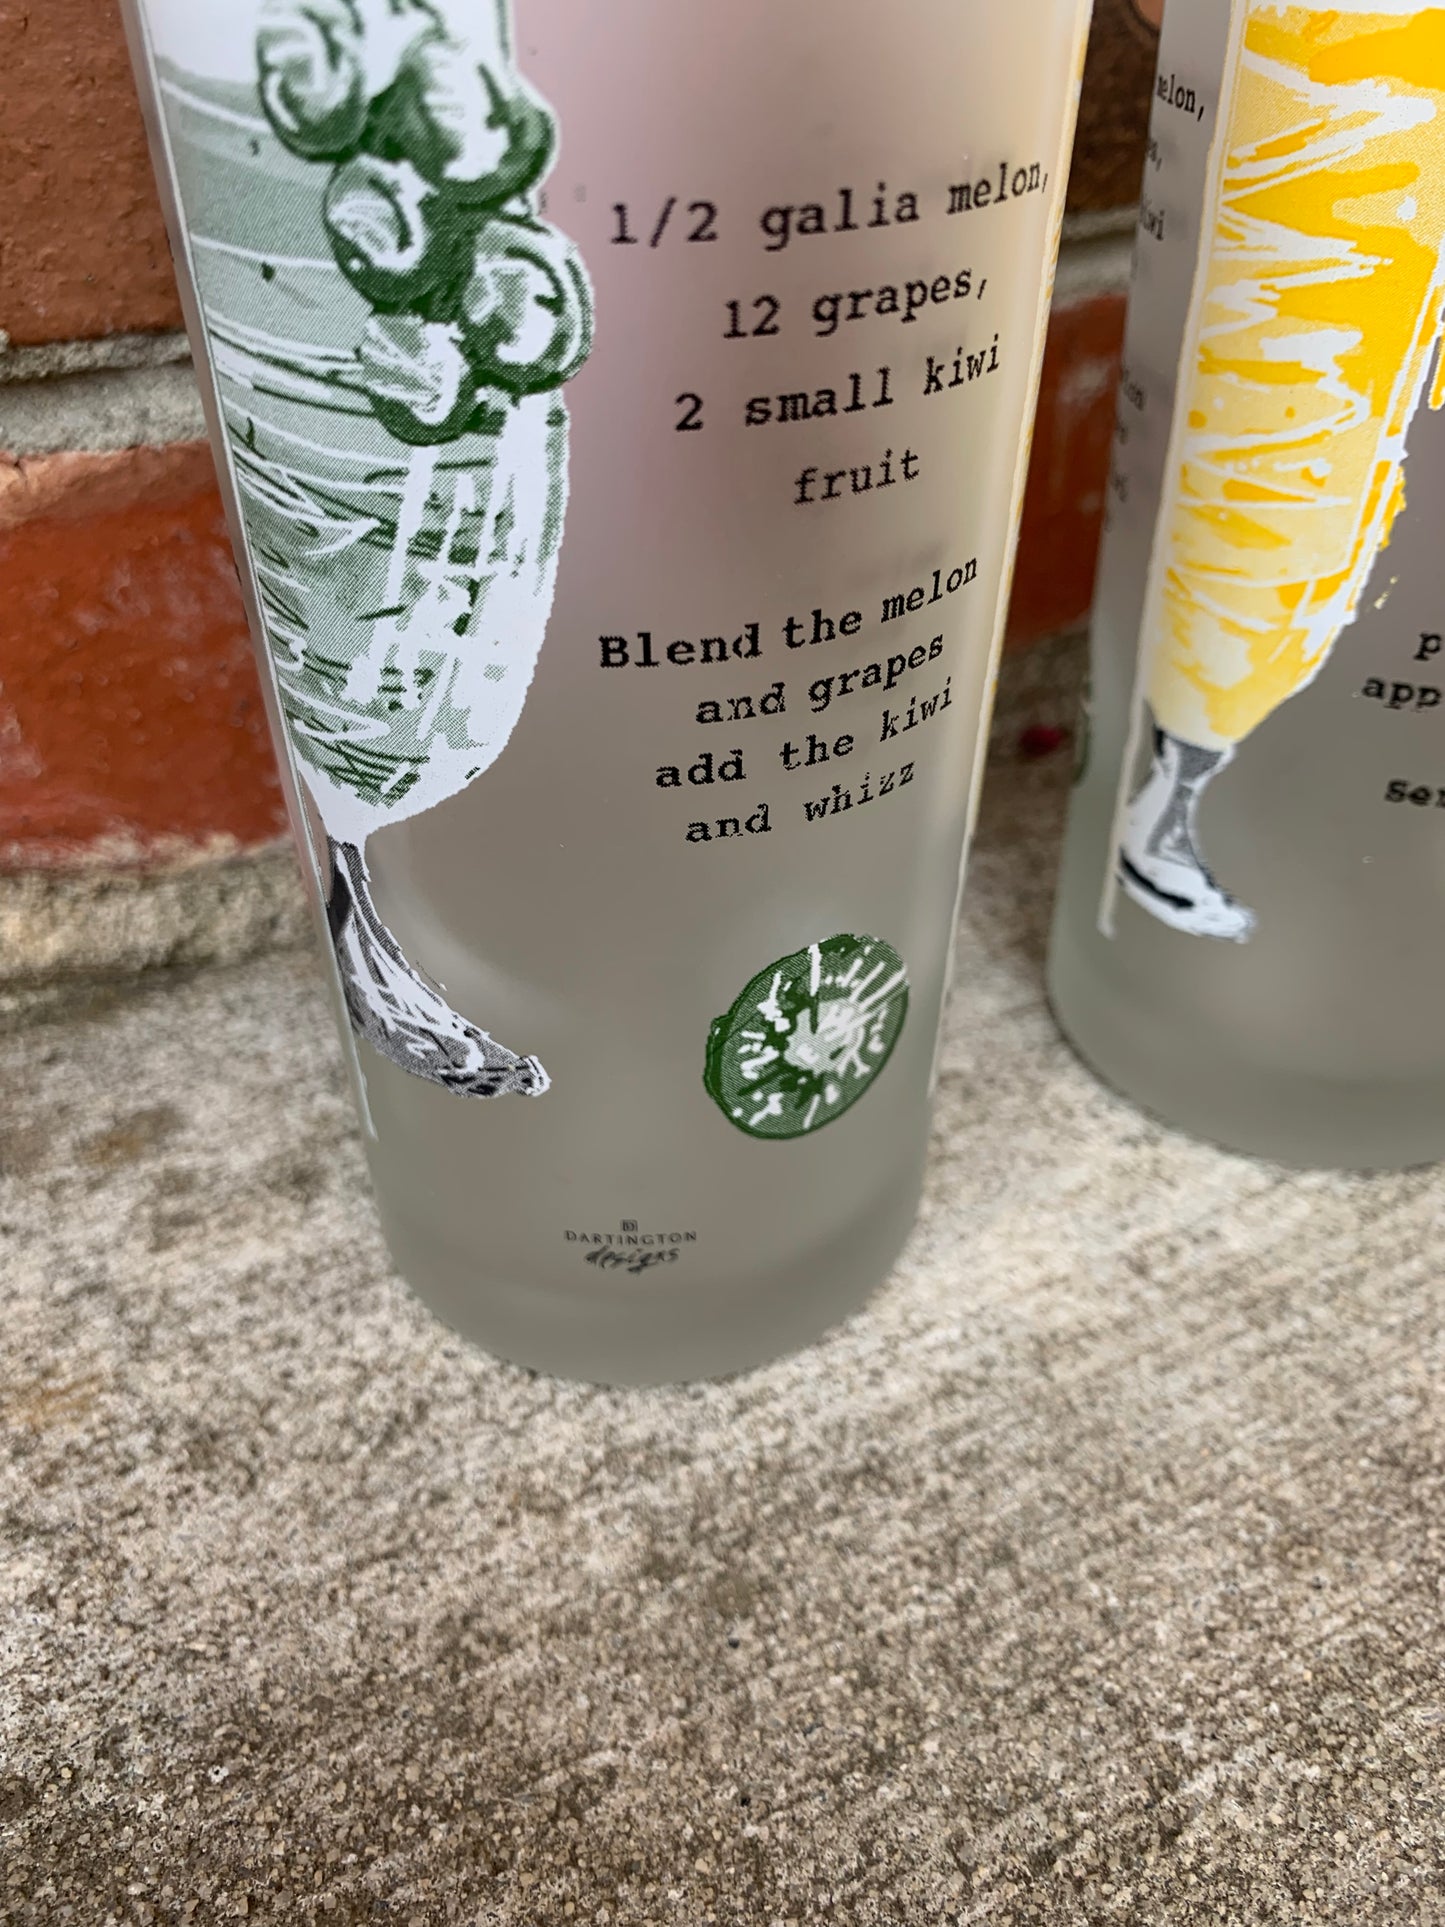 1/2 galia melon,
12 grapes,
2 small kiwi
fruit
Blend the melon
and grapes
add the kiwi
and whizz
DARTINGTON
designs
melon,